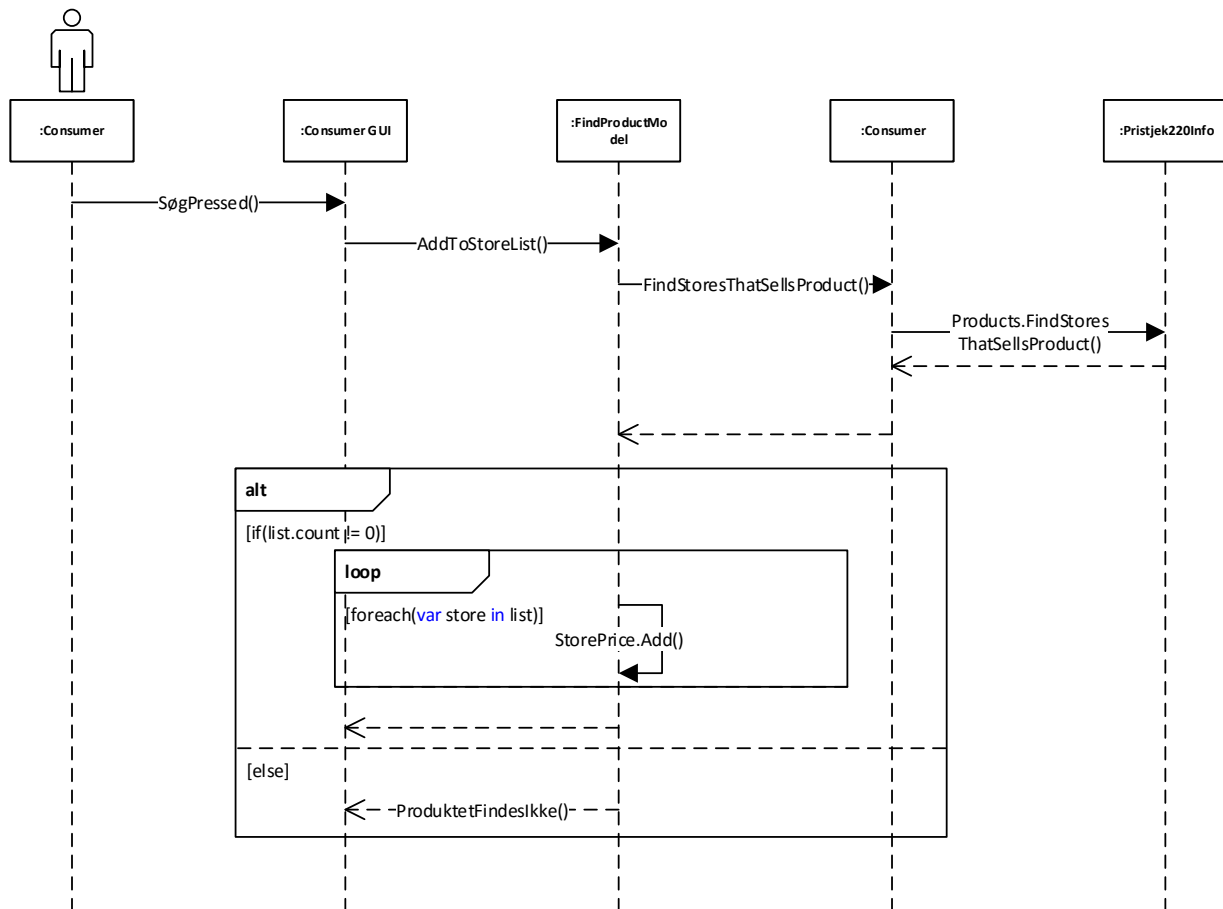 :Consumer
:Consumer GUI
:FindProductMo
del
:Consumer
:Pristjek220Info
SøgPressed()
AddToStoreList()
FindStoresThatSellsProduct()
Products.FindStores
ThatSellsProduct()
alt
[if(list.count != 0)]
loop
[foreach(var store in list)]
StorePrice.Add()
[else]
ProduktetFindesIkke()